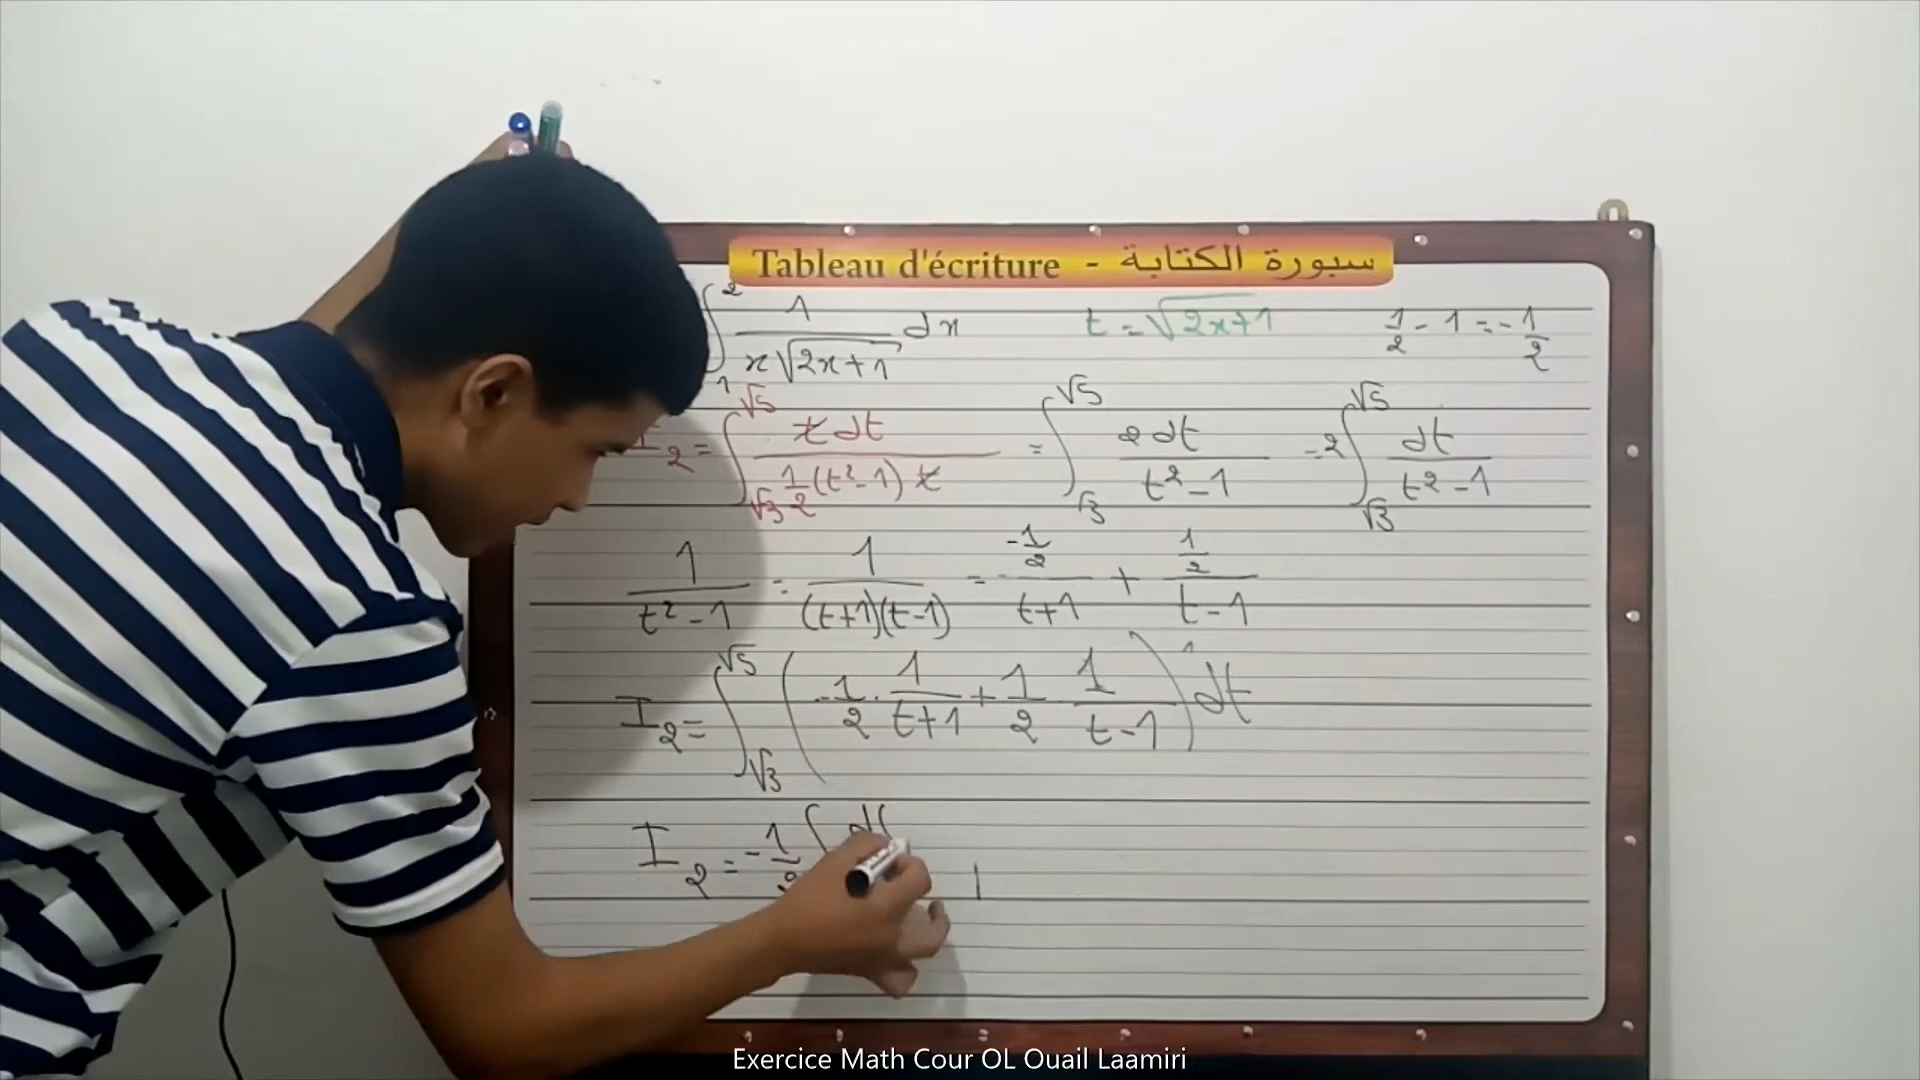 Tableau d'écriture - سبورة الكتابة
∫₁² 1/(x√(2x+1)) dx    t = √(2x+1)    1/2 - 1 = -1/2
I₂ = ∫_√3^√5 t dt / (1/2 (t²-1) t) = ∫_√3^√5 2dt/(t²-1) = 2 ∫_√3^√5 dt/(t²-1)
1/(t²-1) = 1/((t+1)(t-1)) = (-1/2)/(t+1) + (1/2)/(t-1)
I₂ = ∫_√3^√5 (-1/2 · 1/(t+1) + 1/2 1/(t-1)) dt
I₂ = -1/2 ∫ dt
Exercice Math Cour OL Ouail Laamiri